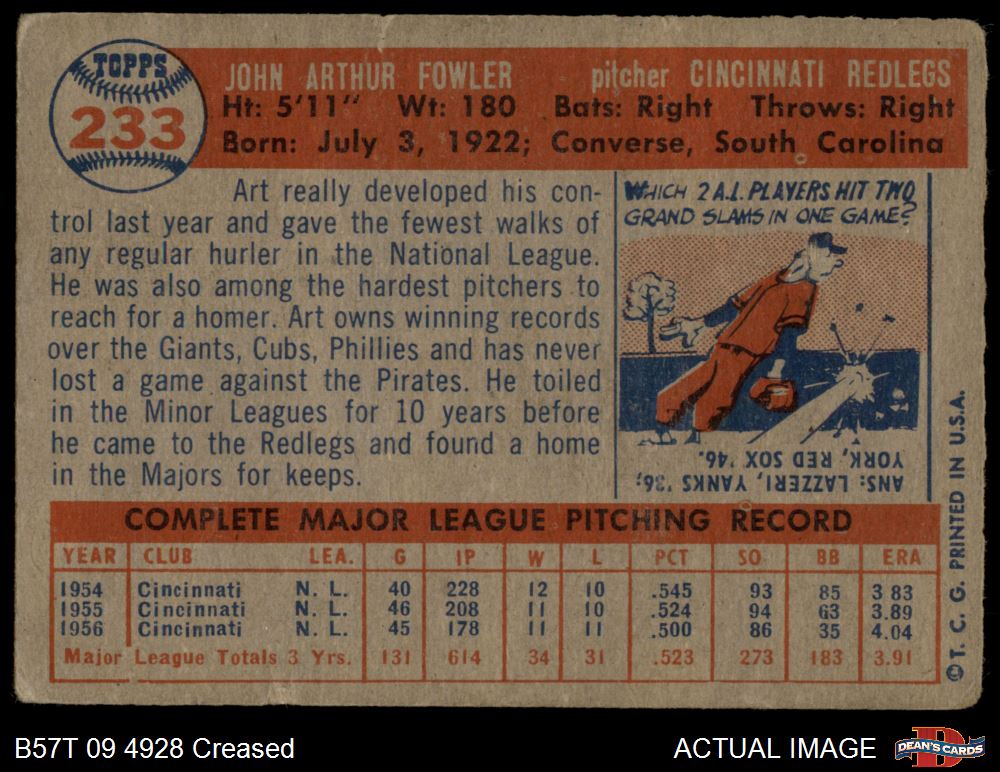 TOPPS
233
JOHN ARTHUR FOWLER pitcher CINCINNATI REDLEGS
Ht: 5'11" Wt: 180 Bats: Right Throws: Right
Born: July 3, 1922; Converse, South Carolina
Art really developed his con-
trol last year and gave the fewest walks of
any regular hurler in the National League.
He was also among the hardest pitchers to
reach for a homer. Art owns winning records
over the Giants, Cubs, Phillies and has never
lost a game against the Pirates. He toiled
in the Minor Leagues for 10 years before
he came to the Redlegs and found a home
in the Majors for keeps.
WHICH 2 A.L. PLAYERS HIT TWO
GRAND SLAMS IN ONE GAME?
ANS: LAZZERI, YANKS '36;
YORK, RED SOX '46.
COMPLETE MAJOR LEAGUE PITCHING RECORD
YEAR CLUB LEA. G IP W L PCT SO BB ERA
1954 Cincinnati N. L. 40 228 12 10 .545 93 85 3 83
1955 Cincinnati N. L. 46 208 11 10 .524 94 63 3.89
1956 Cincinnati N. L. 45 178 11 11 .500 86 35 4.04
Major League Totals 3 Yrs. 131 614 34 31 .523 273 183 3.91
© T. C. G. PRINTED IN U.S.A.
B57T 09 4928 Creased
ACTUAL IMAGE
DEAN'S CARDS